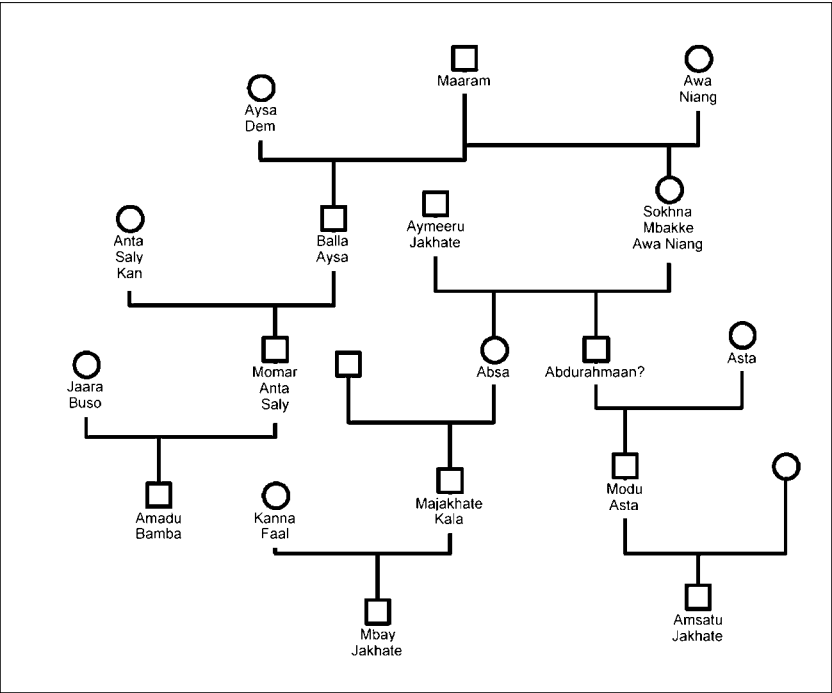 Maaram
Awa
Niang
Aysa
Dem
Anta
Saly
Kan
Balla
Aysa
Aymeeru
Jakhate
Sokhna
Mbakke
Awa Niang
Jaara
Buso
Momar
Anta
Saly
Absa
Abdurahmaan?
Asta
Amadu
Bamba
Kanna
Faal
Majakhate
Kala
Modu
Asta
Mbay
Jakhate
Amsatu
Jakhate